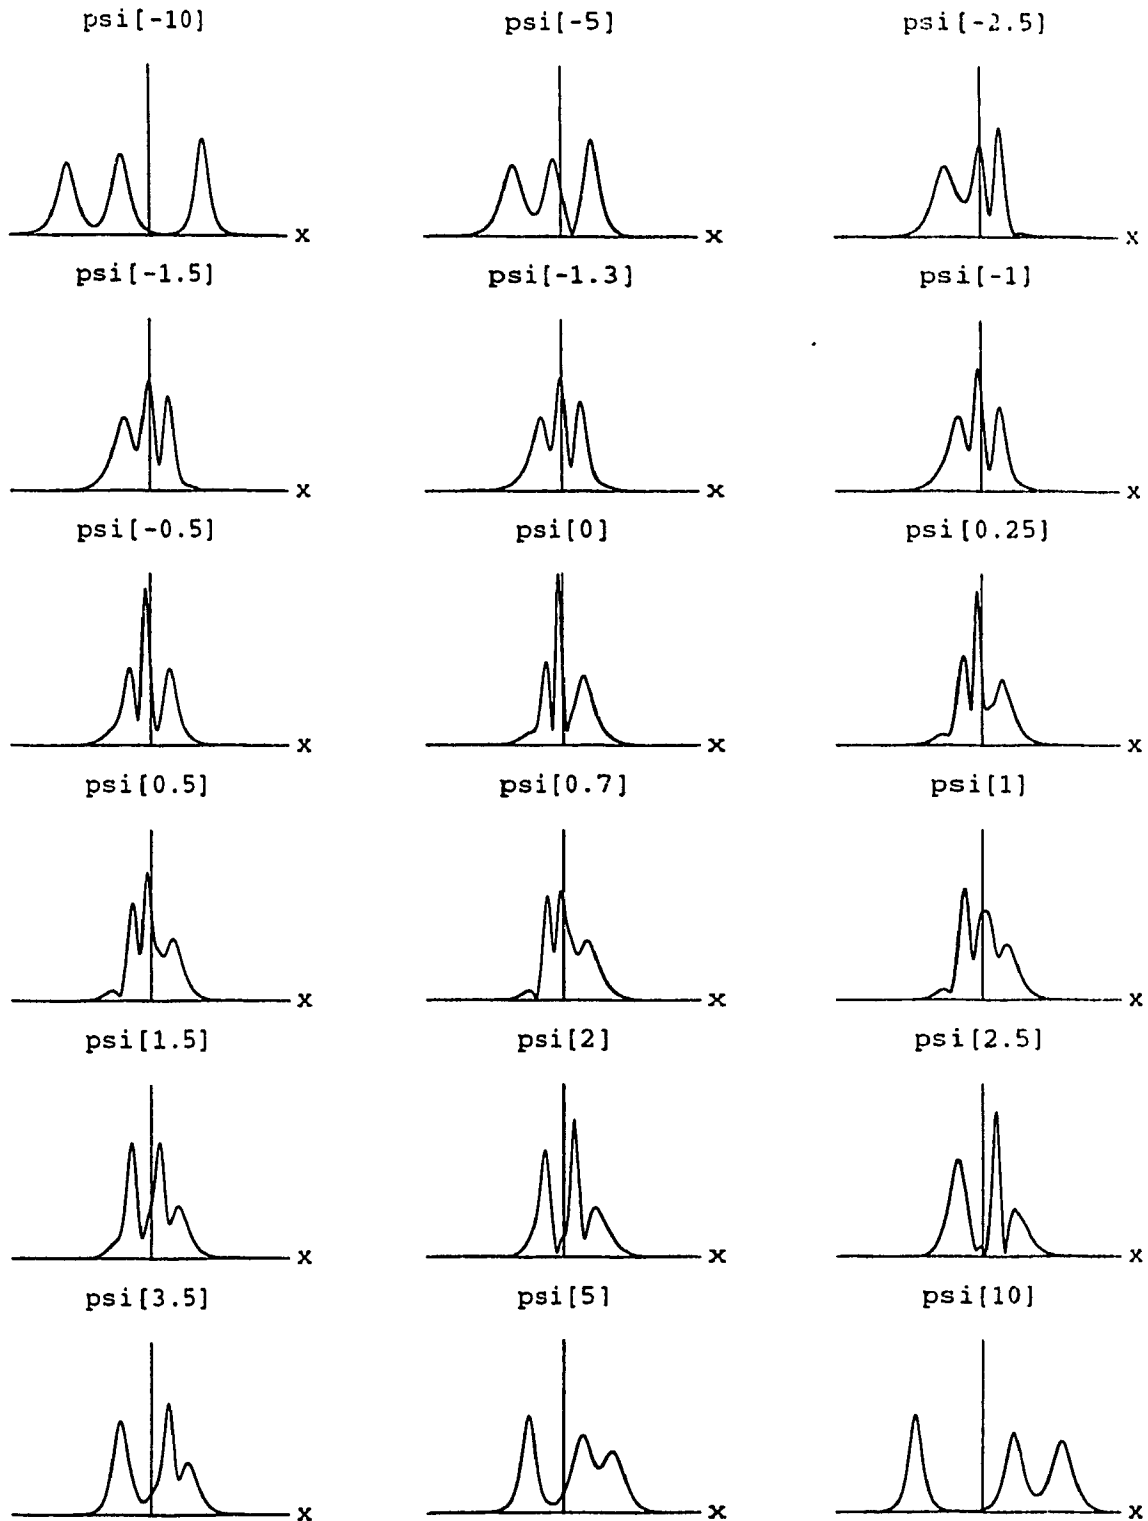 psi[-10] psi[-5] psi[-2.5]
x x x
psi[-1.5] psi[-1.3] psi[-1]
x x x
psi[-0.5] psi[0] psi[0.25]
x x x
psi[0.5] psi[0.7] psi[1]
x x x
psi[1.5] psi[2] psi[2.5]
x x x
psi[3.5] psi[5] psi[10]
x x x